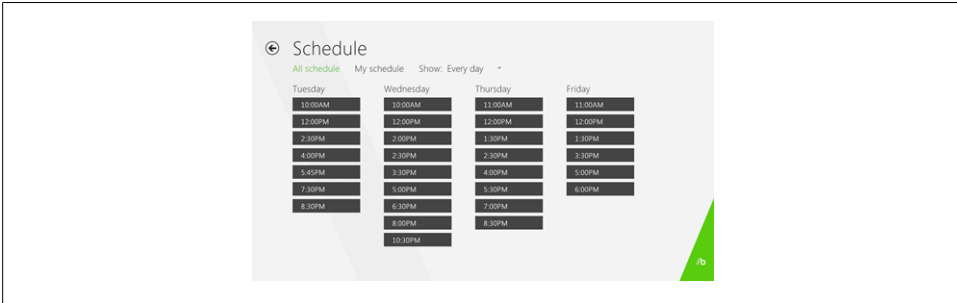 Schedule
All schedule My schedule Show: Every day
Tuesday Wednesday Thursday Friday
10:00AM 10:00AM 11:00AM 11:00AM
12:00PM 12:00PM 12:00PM 12:00PM
2:30PM 2:00PM 1:30PM 1:30PM
4:00PM 2:30PM 2:30PM 3:30PM
5:45PM 3:30PM 4:00PM 5:00PM
7:30PM 5:00PM 5:30PM 6:00PM
8:30PM 6:30PM 7:00PM
8:00PM 8:30PM
10:30PM
/b